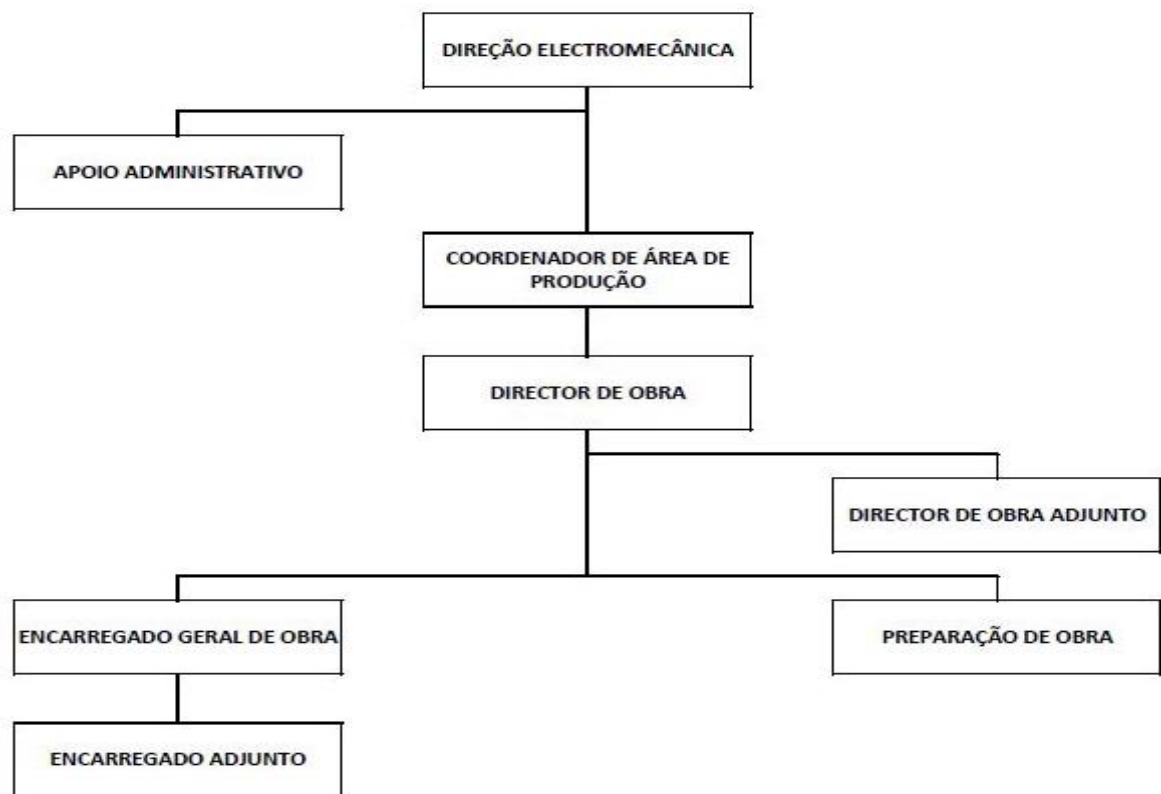 DIREÇÃO ELECTROMECÂNICA
APOIO ADMINISTRATIVO
COORDENADOR DE ÁREA DE
PRODUÇÃO
DIRECTOR DE OBRA
DIRECTOR DE OBRA ADJUNTO
ENCARREGADO GERAL DE OBRA
PREPARAÇÃO DE OBRA
ENCARREGADO ADJUNTO